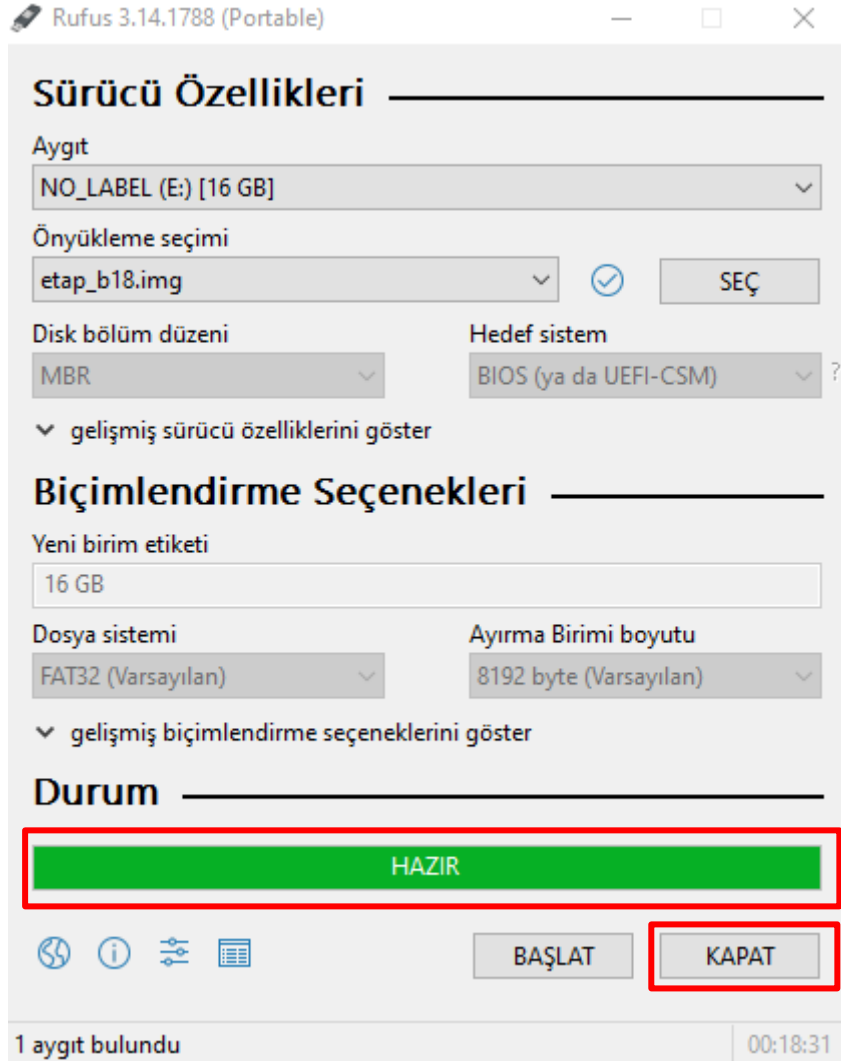 Rufus 3.14.1788 (Portable)
Sürücü Özellikleri
Aygıt
NO_LABEL (E:) [16 GB]
Önyükleme seçimi
etap_b18.img
SEÇ
Disk bölüm düzeni
Hedef sistem
MBR
BIOS (ya da UEFI-CSM)
?
gelişmiş sürücü özelliklerini göster
Biçimlendirme Seçenekleri
Yeni birim etiketi
16 GB
Dosya sistemi
Ayırma Birimi boyutu
FAT32 (Varsayılan)
8192 byte (Varsayılan)
gelişmiş biçimlendirme seçeneklerini göster
Durum
HAZIR
BAŞLAT
KAPAT
1 aygıt bulundu
00:18:31